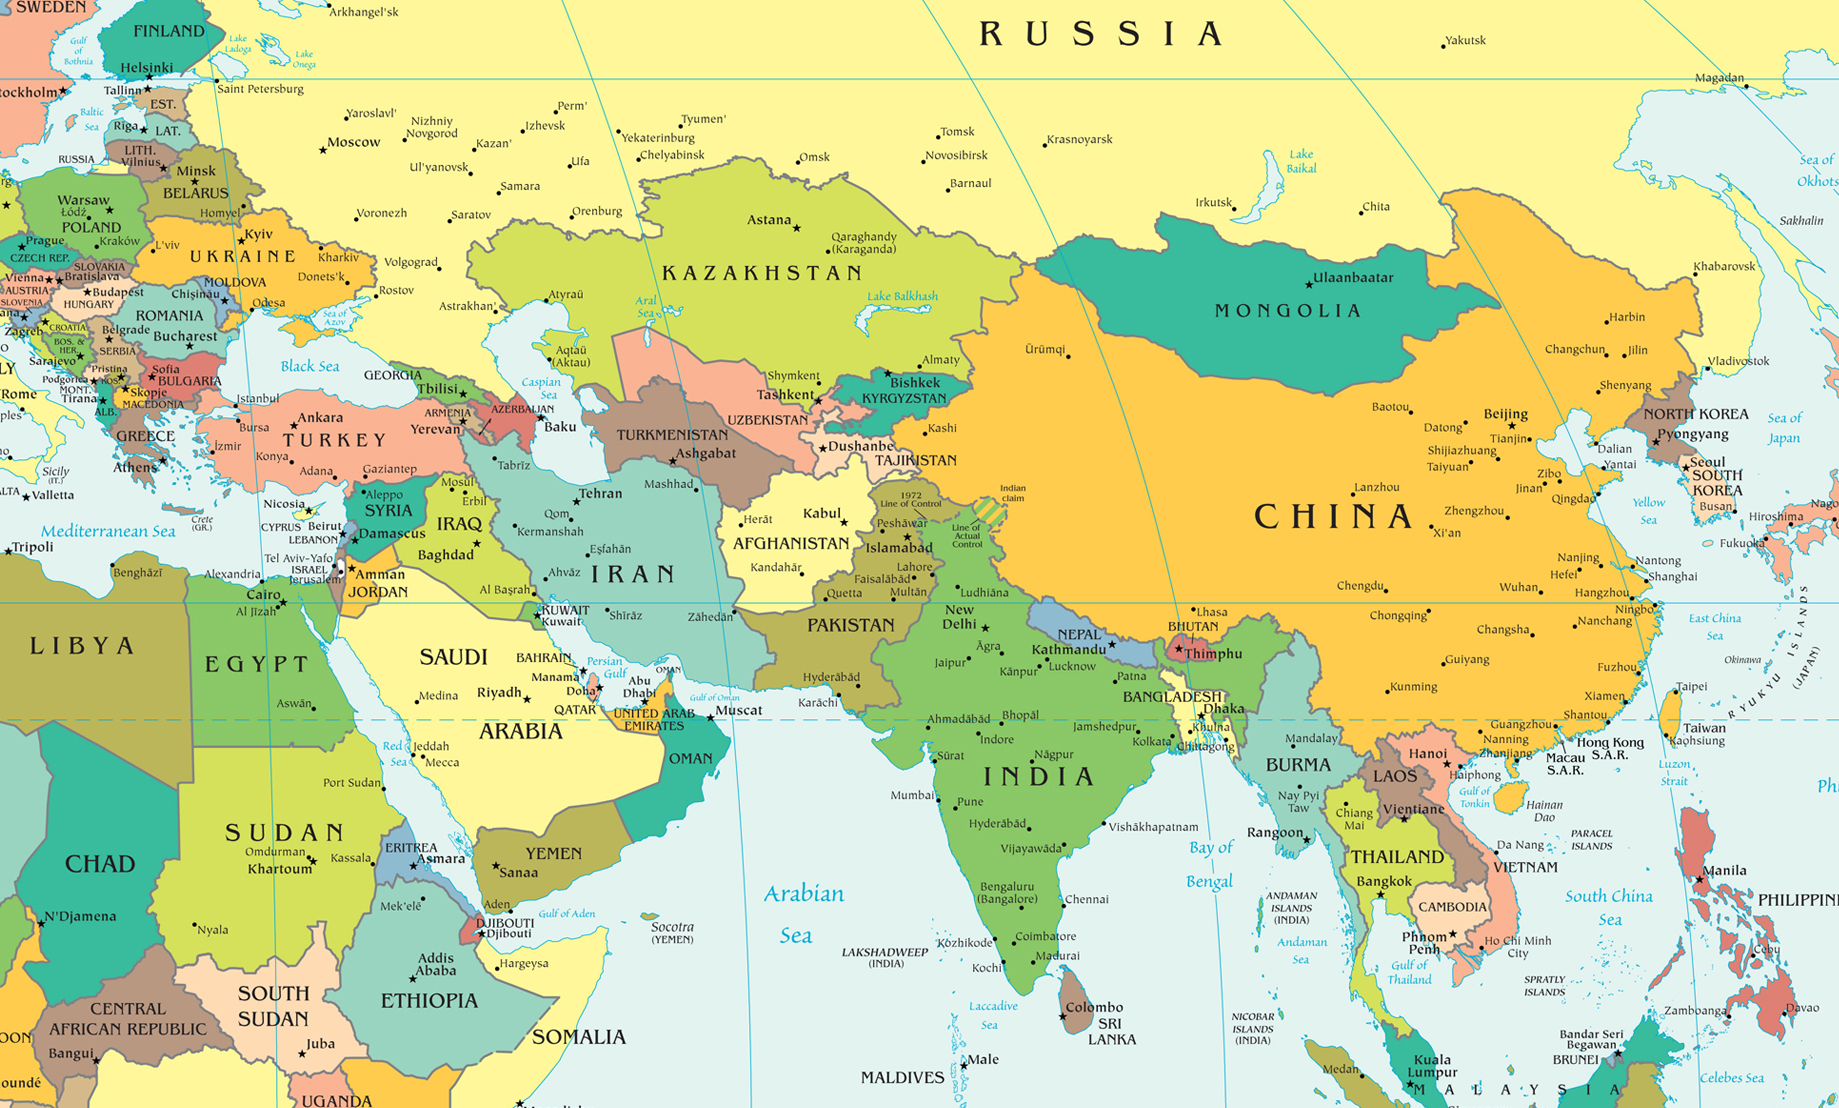 SWEDEN
FINLAND
Arkhangel'sk
RUSSIA
Yakutsk
Gulf
of
Bothnia
Lake
Ladoga
Lake
Onega
Helsinki
Magadan
tockholm
Tallinn
Saint Petersburg
EST.
Baltic
Sea
Riga
LAT.
Yaroslavl'
Nizhniy
Novgorod
Perm'
Izhevsk
Tyumen'
Yekaterinburg
Tomsk
Krasnoyarsk
Moscow
Kazan'
Chelyabinsk
Omsk
Novosibirsk
Lake
Baikal
Sea of
Okhots
RUSSIA
LITH.
Vilnius
Ul'yanovsk
Ufa
Samara
Barnaul
Minsk
BELARUS
Homyel'
Warsaw
Łódź
POLAND
Kraków
Voronezh
Saratov
Orenburg
Astana
Irkutsk
Chita
Sakhalin
Prague
CZECH REP.
L'viv
Kyiv
UKRAINE
Kharkiv
Donets'k
Volgograd
Qaraghandy
(Karaganda)
KAZAKHSTAN
Ulaanbaatar
MONGOLIA
Khabarovsk
SLOVAKIA
Vienna
Bratislava
AUSTRIA
Budapest
HUNGARY
SLOVENIA
MOLDOVA
Chișinău
Odesa
Rostov
Astrakhan'
Atyraū
Aral
Sea
Lake Balkhash
Zagreb
CROATIA
ROMANIA
Bucharest
Sea of
Azov
Belgrade
SERBIA
BOS. &
HER.
Sarajevo
Harbin
Changchun
Jilin
Ürümqi
Vladivostok
Black Sea
GEORGIA
Tbilisi
Caspian
Sea
Aqtaū
(Aktau)
Shymkent
Almaty
Bishkek
KYRGYZSTAN
Tashkent
Sofia
BULGARIA
Pristina
KOS.
Podgorica
MONT.
Skopje
MACEDONIA
Tirana
ALB.
Rome
ples
LY
Shenyang
Istanbul
Bursa
Ankara
TURKEY
ARMENIA
Yerevan
AZERBAIJAN
Baku
TURKMENISTAN
Ashgabat
UZBEKISTAN
Dushanbe
TAJIKISTAN
Kashi
Baotou
Datong
Beijing
Tianjin
NORTH KOREA
Pyongyang
Sea of
Japan
GREECE
Athens
İzmir
Konya
Adana
Gaziantep
Tabrīz
Shijiazhuang
Taiyuan
Dalian
Yantai
Seoul
SOUTH
KOREA
Busan
Sicily
(IT.)
Valletta
LTA
Nicosia
CYPRUS
Crete
(GR.)
Aleppo
SYRIA
Mosul
Erbil
Tehran
Qom
Mashhad
1972
Line of Control
Indian
claim
Lanzhou
Zibo
Jinan
Qingdao
Yellow
Sea
Hiroshima
Nago
Mediterranean Sea
Beirut
LEBANON
Damascus
IRAQ
Baghdad
Kermanshah
Herāt
Kabul
AFGHANISTAN
Peshāwar
Islamabad
Line of
Actual
Control
CHINA
Zhengzhou
Xi'an
Fukuoka
Tripoli
Benghāzī
Alexandria
Tel Aviv-Yafo
ISRAEL
Jerusalem
Amman
JORDAN
Eşfahān
IRAN
Ahvāz
Kandahār
Lahore
Faisalābād
Multān
Ludhiāna
Chengdu
Nanjing
Hefei
Nantong
Shanghai
Wuhan
Hangzhou
Ningbo
Cairo
Al Jīzah
Al Başrah
KUWAIT
Kuwait
Shīrāz
Zāhedān
Quetta
PAKISTAN
New
Delhi
Lhasa
BHUTAN
Chongqing
Changsha
Nanchang
East China
Sea
LIBYA
EGYPT
SAUDI
ARABIA
BAHRAIN
Manama
Persian
Gulf
Doha
QATAR
OMAN
Abu
Dhabi
UNITED ARAB
EMIRATES
Gulf of Oman
Muscat
NEPAL
Kathmandu
Thimphu
Āgra
Jaipur
Kānpur
Lucknow
Guiyang
Fuzhou
Okinawa
RYUKYU ISLANDS
(JAPAN)
Aswān
Medina
Riyadh
Hyderābād
Karāchi
Patna
BANGLADESH
Dhaka
Kunming
Xiamen
Taipei
Taiwan
Kaohsiung
Red
Sea
Jeddah
Mecca
Ahmadābād
Bhopāl
Indore
Jamshedpur
Kolkata
Khulna
Chittagong
Mandalay
Guangzhou
Shantou
Nanning
Zhanjiang
Hong Kong
S.A.R.
Macau
S.A.R.
Luzon
Strait
Phi
Port Sudan
OMAN
Sūrat
Nāgpur
INDIA
BURMA
Nay Pyi
Taw
LAOS
Hanoi
Haiphong
Gulf of
Tonkin
Hainan
Dao
SUDAN
Omdurman
Khartoum
Kassala
ERITREA
Asmara
YEMEN
Sanaa
Mumbai
Pune
Hyderābād
Vishākhapatnam
Vijayawāda
Rangoon
Chiang
Mai
Vientiane
PARACEL
ISLANDS
CHAD
Bay of
Bengal
THAILAND
Bangkok
Da Nang
VIETNAM
Manila
N'Djamena
Nyala
Mek'elē
Aden
DJIBOUTI
Djibouti
Gulf of Aden
Socotra
(YEMEN)
Arabian
Sea
Bengaluru
(Bangalore)
Chennai
ANDAMAN
ISLANDS
(INDIA)
CAMBODIA
Phnom
Penh
South China
Sea
PHILIPPIN
Addis
Ababa
ETHIOPIA
Hargeysa
LAKSHADWEEP
(INDIA)
Kozhikode
Coimbatore
Madurai
Kochi
Andaman
Sea
Gulf of
Thailand
Ho Chi Minh
City
Cebu
SPRATLY
ISLANDS
CENTRAL
AFRICAN REPUBLIC
Bangui
SOUTH
SUDAN
Juba
SOMALIA
Laccadive
Sea
Colombo
SRI
LANKA
NICOBAR
ISLANDS
(INDIA)
Zamboanga
Davao
OON
oundé
UGANDA
MALDIVES
Male
Medan
Kuala
Lumpur
MALAYSIA
Bandar Seri
Begawan
BRUNEI
Celebes Sea